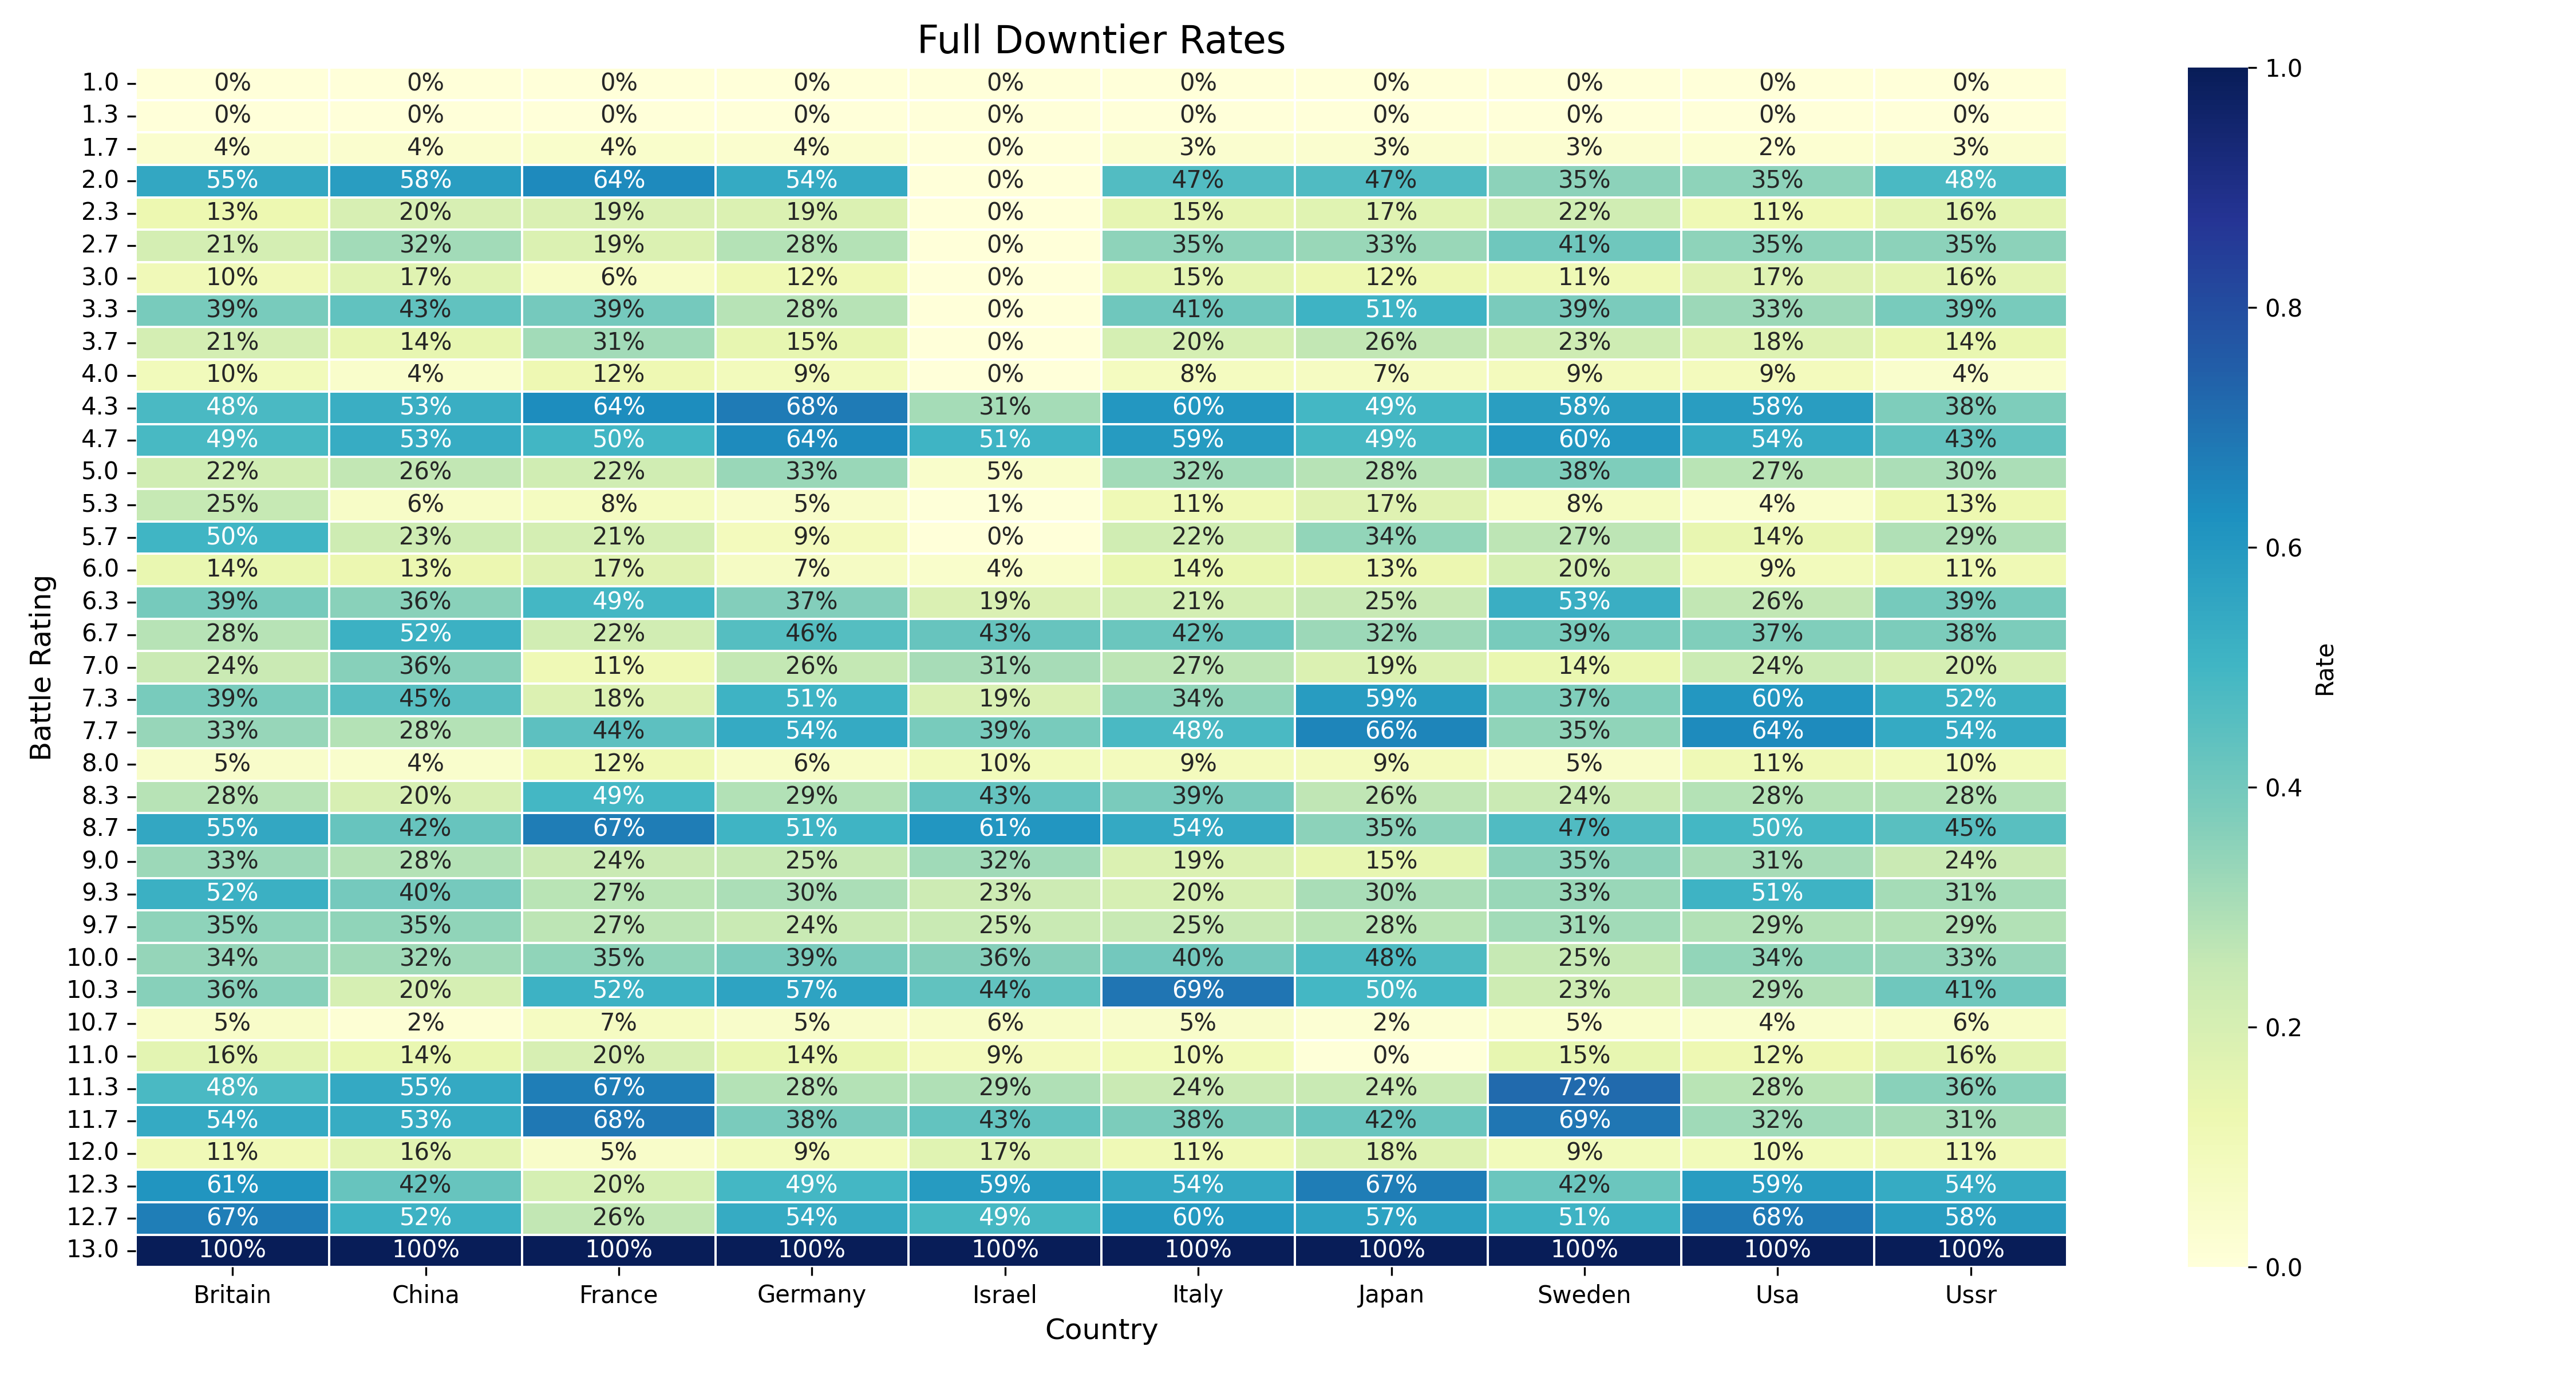 Full Downtier Rates
1.0 0% 0% 0% 0% 0% 0% 0% 0% 0% 0%
1.3 0% 0% 0% 0% 0% 0% 0% 0% 0% 0%
1.7 4% 4% 4% 4% 0% 3% 3% 3% 2% 3%
2.0 55% 58% 64% 54% 0% 47% 47% 35% 35% 48%
2.3 13% 20% 19% 19% 0% 15% 17% 22% 11% 16%
2.7 21% 32% 19% 28% 0% 35% 33% 41% 35% 35%
3.0 10% 17% 6% 12% 0% 15% 12% 11% 17% 16%
3.3 39% 43% 39% 28% 0% 41% 51% 39% 33% 39%
3.7 21% 14% 31% 15% 0% 20% 26% 23% 18% 14%
4.0 10% 4% 12% 9% 0% 8% 7% 9% 9% 4%
4.3 48% 53% 64% 68% 31% 60% 49% 58% 58% 38%
4.7 49% 53% 50% 64% 51% 59% 49% 60% 54% 43%
5.0 22% 26% 22% 33% 5% 32% 28% 38% 27% 30%
5.3 25% 6% 8% 5% 1% 11% 17% 8% 4% 13%
5.7 50% 23% 21% 9% 0% 22% 34% 27% 14% 29%
6.0 14% 13% 17% 7% 4% 14% 13% 20% 9% 11%
6.3 39% 36% 49% 37% 19% 21% 25% 53% 26% 39%
6.7 28% 52% 22% 46% 43% 42% 32% 39% 37% 38%
7.0 24% 36% 11% 26% 31% 27% 19% 14% 24% 20%
7.3 39% 45% 18% 51% 19% 34% 59% 37% 60% 52%
7.7 33% 28% 44% 54% 39% 48% 66% 35% 64% 54%
8.0 5% 4% 12% 6% 10% 9% 9% 5% 11% 10%
8.3 28% 20% 49% 29% 43% 39% 26% 24% 28% 28%
8.7 55% 42% 67% 51% 61% 54% 35% 47% 50% 45%
9.0 33% 28% 24% 25% 32% 19% 15% 35% 31% 24%
9.3 52% 40% 27% 30% 23% 20% 30% 33% 51% 31%
9.7 35% 35% 27% 24% 25% 25% 28% 31% 29% 29%
10.0 34% 32% 35% 39% 36% 40% 48% 25% 34% 33%
10.3 36% 20% 52% 57% 44% 69% 50% 23% 29% 41%
10.7 5% 2% 7% 5% 6% 5% 2% 5% 4% 6%
11.0 16% 14% 20% 14% 9% 10% 0% 15% 12% 16%
11.3 48% 55% 67% 28% 29% 24% 24% 72% 28% 36%
11.7 54% 53% 68% 38% 43% 38% 42% 69% 32% 31%
12.0 11% 16% 5% 9% 17% 11% 18% 9% 10% 11%
12.3 61% 42% 20% 49% 59% 54% 67% 42% 59% 54%
12.7 67% 52% 26% 54% 49% 60% 57% 51% 68% 58%
13.0 100% 100% 100% 100% 100% 100% 100% 100% 100% 100%
Britain China France Germany Israel Italy Japan Sweden Usa Ussr
Country
Battle Rating
1.0
0.8
0.6
0.4
0.2
0.0
Rate